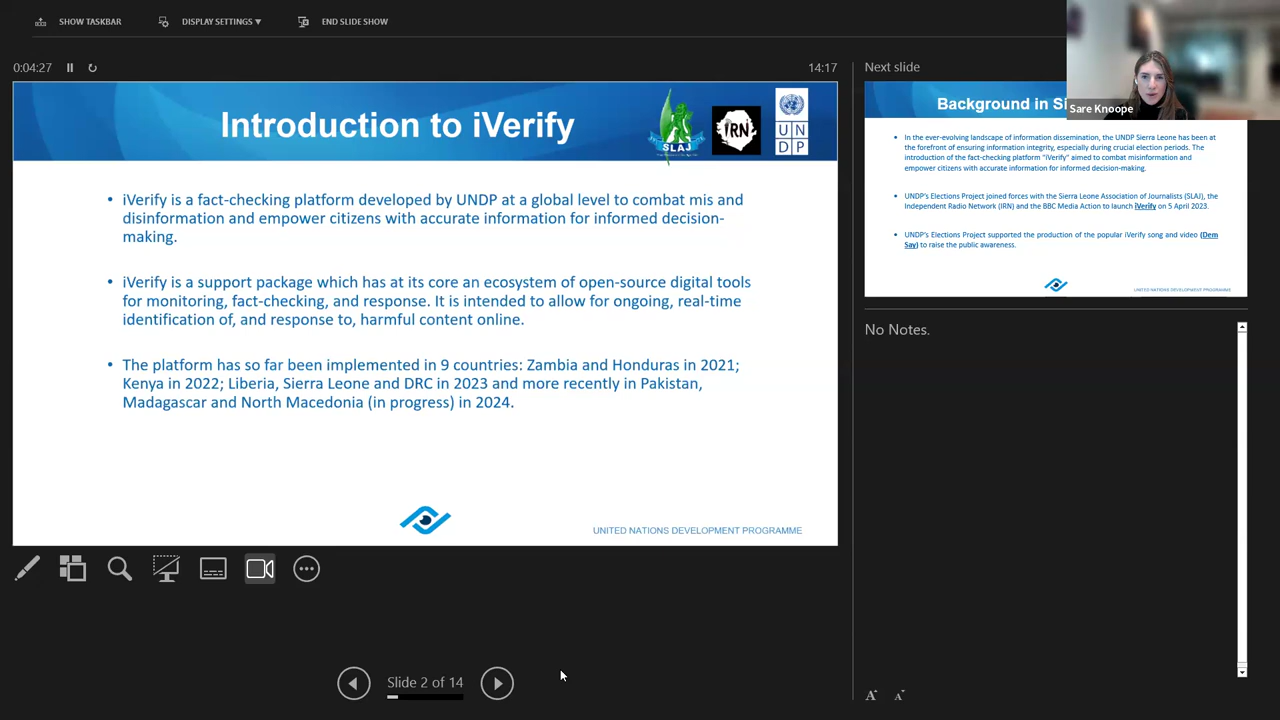 SHOW TASKBAR
DISPLAY SETTINGS ▾
END SLIDE SHOW
0:04:27
14:17
Next slide
Sare Knoope
Introduction to iVerify
SLAJ
IRN
UN
DP
• iVerify is a fact-checking platform developed by UNDP at a global level to combat mis and
disinformation and empower citizens with accurate information for informed decision-
making.
• iVerify is a support package which has at its core an ecosystem of open-source digital tools
for monitoring, fact-checking, and response. It is intended to allow for ongoing, real-time
identification of, and response to, harmful content online.
• The platform has so far been implemented in 9 countries: Zambia and Honduras in 2021;
Kenya in 2022; Liberia, Sierra Leone and DRC in 2023 and more recently in Pakistan,
Madagascar and North Macedonia (in progress) in 2024.
UNITED NATIONS DEVELOPMENT PROGRAMME
Background in Si
• In the ever-evolving landscape of information dissemination, the UNDP Sierra Leone has been at
the forefront of ensuring information integrity, especially during crucial election periods. The
introduction of the fact-checking platform "iVerify" aimed to combat misinformation and
empower citizens with accurate information for informed decision-making.
• UNDP's Elections Project joined forces with the Sierra Leone Association of Journalists (SLAJ), the
Independent Radio Network (IRN) and the BBC Media Action to launch iVerify on 5 April 2023.
• UNDP's Elections Project supported the production of the popular iVerify song and video (Dem
Say) to raise the public awareness.
UNITED NATIONS DEVELOPMENT PROGRAMME
No Notes.
Slide 2 of 14
A A